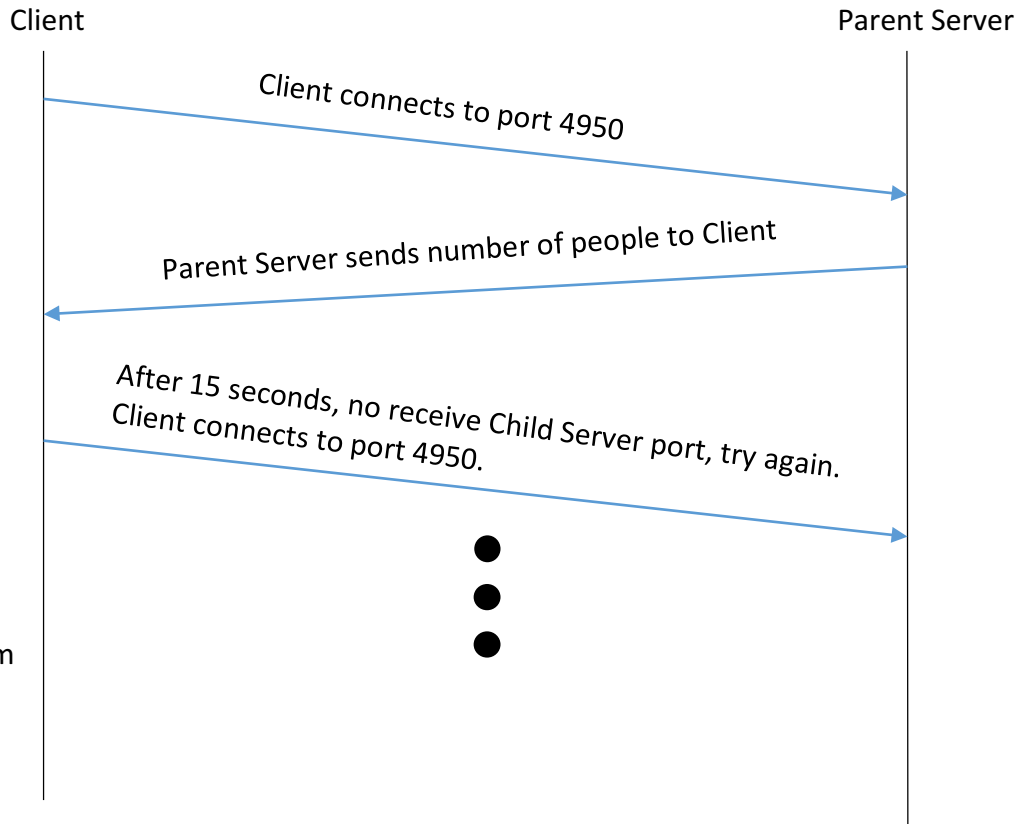 Client
Parent Server
Client connects to port 4950
Parent Server sends number of people to Client
After 15 seconds, no receive Child Server port, try again.
Client connects to port 4950.